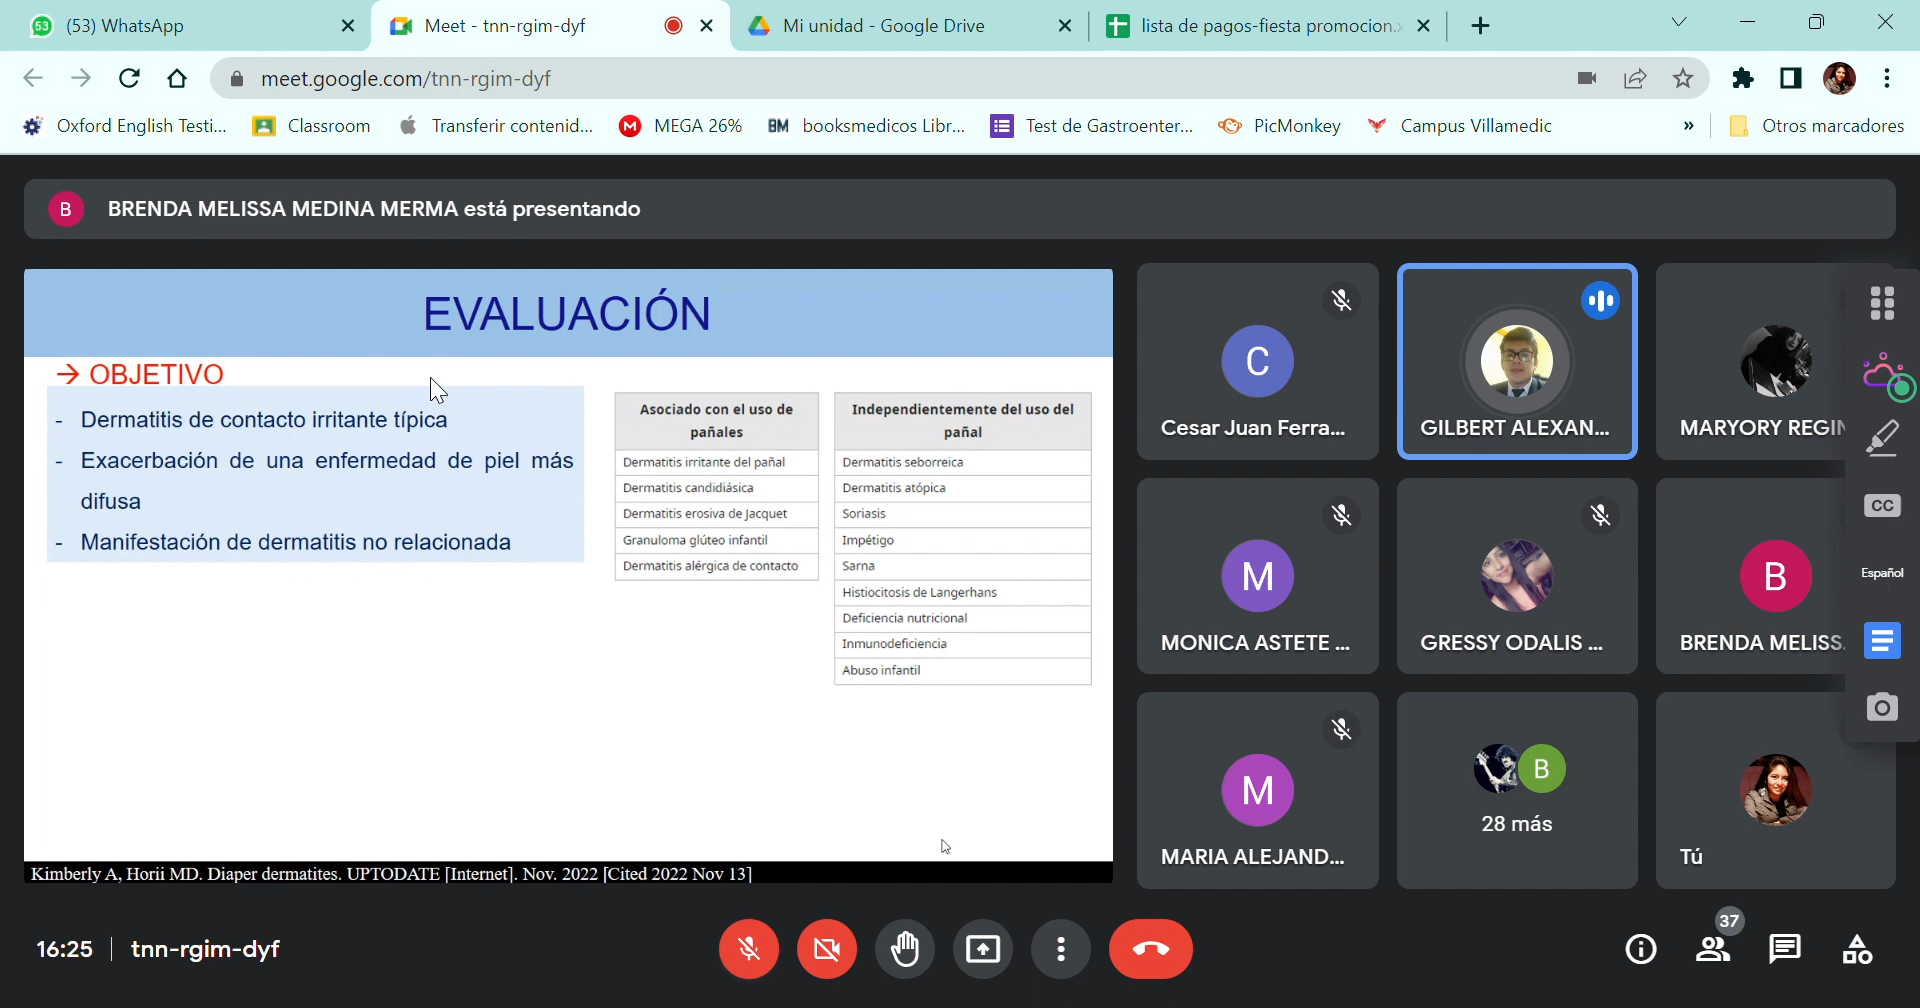 53
(53) WhatsApp
Meet - tnn-rgim-dyf
Mi unidad - Google Drive
lista de pagos-fiesta promocion.x
meet.google.com/tnn-rgim-dyf
Oxford English Testi...
Classroom
Transferir contenid...
M
MEGA 26%
BM
booksmedicos Libr...
Test de Gastroenter...
PicMonkey
Campus Villamedic
»
Otros marcadores
B
BRENDA MELISSA MEDINA MERMA está presentando
EVALUACIÓN
→ OBJETIVO
- Dermatitis de contacto irritante típica
- Exacerbación de una enfermedad de piel más
difusa
- Manifestación de dermatitis no relacionada
Asociado con el uso de
pañales
Dermatitis irritante del pañal
Dermatitis candidiásica
Dermatitis erosiva de Jacquet
Granuloma glúteo infantil
Dermatitis alérgica de contacto
Independientemente del uso del
pañal
Dermatitis seborreica
Dermatitis atópica
Soriasis
Impétigo
Sarna
Histiocitosis de Langerhans
Deficiencia nutricional
Inmunodeficiencia
Abuso infantil
Kimberly A, Horii MD. Diaper dermatites. UPTODATE [Internet]. Nov. 2022 [Cited 2022 Nov 13]
C
Cesar Juan Ferra...
GILBERT ALEXAN...
MARYORY REGIN
M
MONICA ASTETE ...
GRESSY ODALIS ...
B
BRENDA MELISS.
M
MARIA ALEJAND...
B
28 más
Tú
CC
Español
16:25
tnn-rgim-dyf
37